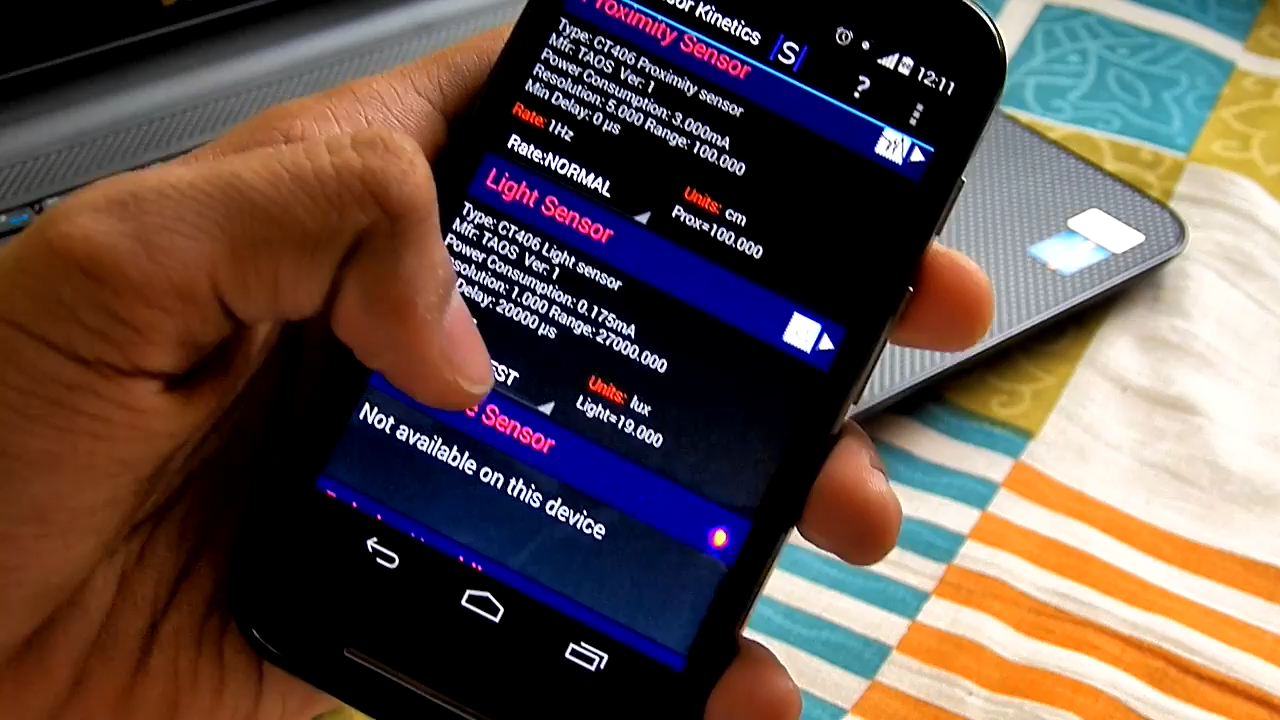 sor Kinetics
|S|
12:11
?
Proximity Sensor
Type: CT406 Proximity sensor
Mfr: TAOS Ver: 1
Power Consumption: 3.000mA
Resolution: 5.000 Range: 100.000
Min Delay: 0 µs
Rate: 1Hz
Rate:NORMAL
Units: cm
Prox=100.000
Light Sensor
Type: CT406 Light sensor
Mfr: TAOS Ver: 1
Power Consumption: 0.175mA
esolution: 1.000 Range: 27000.000
Delay: 20000 µs
EST
Units: lux
Light=19.000
e Sensor
Not available on this device